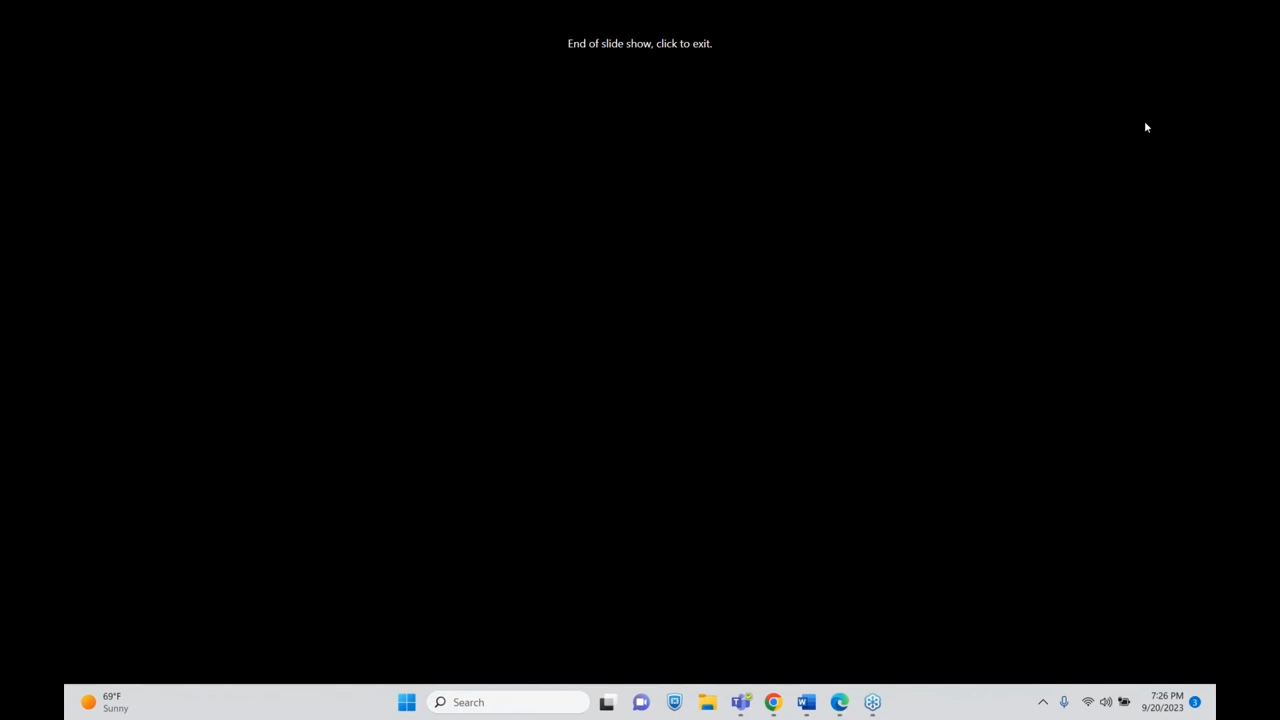 End of slide show, click to exit.
69°F
Sunny
Search
7:26 PM
9/20/2023
3